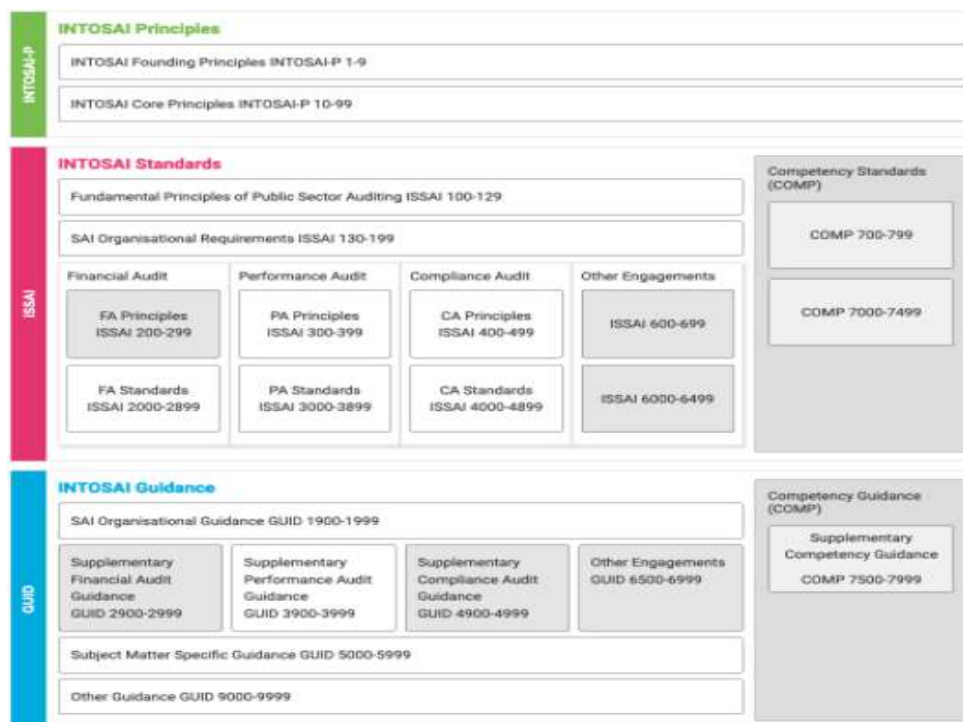 INTOSAI-P
INTOSAI Principles
INTOSAI Founding Principles INTOSAI-P 1-9
INTOSAI Core Principles INTOSAI-P 10-99
ISSAI
INTOSAI Standards
Fundamental Principles of Public Sector Auditing ISSAI 100-129
SAI Organisational Requirements ISSAI 130-199
Financial Audit
FA Principles
ISSAI 200-299
FA Standards
ISSAI 2000-2899
Performance Audit
PA Principles
ISSAI 300-399
PA Standards
ISSAI 3000-3899
Compliance Audit
CA Principles
ISSAI 400-499
CA Standards
ISSAI 4000-4899
Other Engagements
ISSAI 600-699
ISSAI 6000-6499
Competency Standards
(COMP)
COMP 700-799
COMP 7000-7499
GUID
INTOSAI Guidance
SAI Organisational Guidance GUID 1900-1999
Supplementary
Financial Audit
Guidance
GUID 2900-2999
Supplementary
Performance Audit
Guidance
GUID 3900-3999
Supplementary
Compliance Audit
Guidance
GUID 4900-4999
Other Engagements
GUID 6500-6999
Subject Matter Specific Guidance GUID 5000-5999
Other Guidance GUID 9000-9999
Competency Guidance
(COMP)
Supplementary
Competency Guidance
COMP 7500-7999